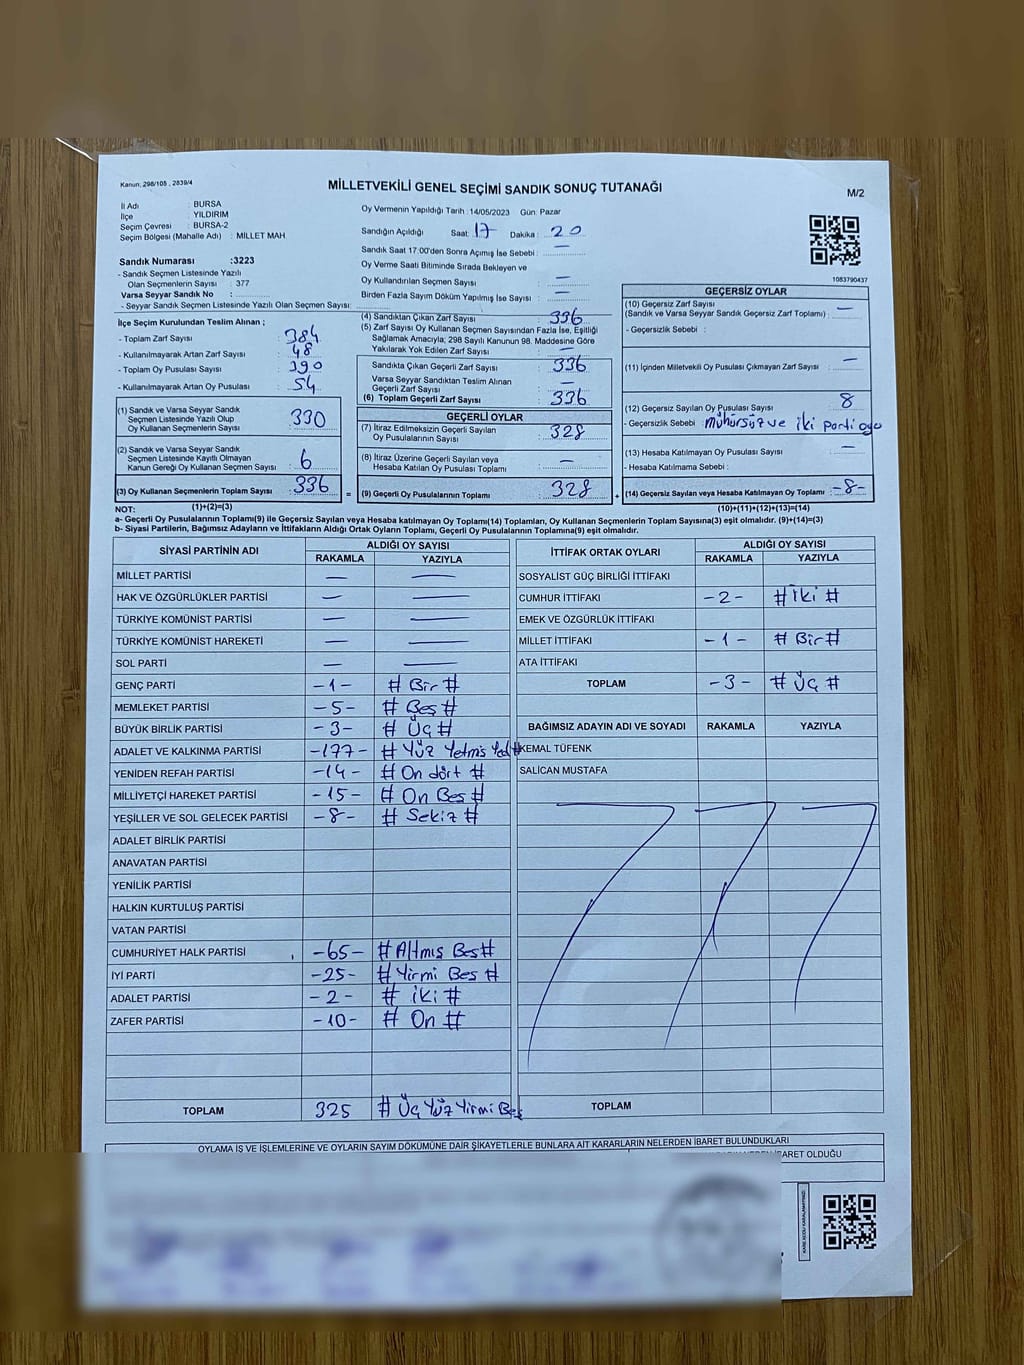 Kanun: 298/105 , 2839/4
MİLLETVEKİLİ GENEL SEÇİMİ SANDIK SONUÇ TUTANAĞI
M/2
İl Adı : BURSA
İlçe : YILDIRIM
Seçim Çevresi : BURSA-2
Seçim Bölgesi (Mahalle Adı) : MİLLET MAH
Sandık Numarası :3223
- Sandık Seçmen Listesinde Yazılı
Olan Seçmenlerin Sayısı : 377
Varsa Seyyar Sandık No :
- Seyyar Sandık Seçmen Listesinde Yazılı Olan Seçmen Sayısı:
Oy Vermenin Yapıldığı Tarih :14/05/2023 Gün: Pazar
Sandığın Açıldığı Saat: 17 Dakika: 20
Sandık Saat 17:00'den Sonra Açımış İse Sebebi : —
Oy Verme Saati Bitiminde Sırada Bekleyen ve
Oy Kullandırılan Seçmen Sayısı : —
Birden Fazla Sayım Döküm Yapılmış İse Sayısı : —
1083790437
İlçe Seçim Kurulundan Teslim Alınan ;
- Toplam Zarf Sayısı : 384
- Kullanılmayarak Artan Zarf Sayısı : 48
- Toplam Oy Pusulası Sayısı : 390
- Kullanılmayarak Artan Oy Pusulası : 54
(1) Sandık ve Varsa Seyyar Sandık
Seçmen Listesinde Yazılı Olup
Oy Kullanan Seçmenlerin Sayısı : 330
(2) Sandık ve Varsa Seyyar Sandık
Seçmen Listesinde Kayıtlı Olmayan
Kanun Gereği Oy Kullanan Seçmen Sayısı : 6
(3) Oy Kullanan Seçmenlerin Toplam Sayısı : 336
(1)+(2)=(3)
(4) Sandıktan Çıkan Zarf Sayısı : 336
(5) Zarf Sayısı Oy Kullanan Seçmen Sayısından Fazla İse, Eşitliği
Sağlamak Amacıyla; 298 Sayılı Kanunun 98. Maddesine Göre
Yakılarak Yok Edilen Zarf Sayısı : —
Sandıkta Çıkan Geçerli Zarf Sayısı : 336
Varsa Seyyar Sandıktan Teslim Alınan
Geçerli Zarf Sayısı : —
(6) Toplam Geçerli Zarf Sayısı : 336
GEÇERLİ OYLAR
(7) İtiraz Edilmeksizin Geçerli Sayılan
Oy Pusulalarının Sayısı : 328
(8) İtiraz Üzerine Geçerli Sayılan veya
Hesaba Katılan Oy Pusulası Toplamı : —
= (9) Geçerli Oy Pusulalarının Toplamı : 328
GEÇERSİZ OYLAR
(10) Geçersiz Zarf Sayısı
(Sandık ve Varsa Seyyar Sandık Geçersiz Zarf Toplamı) : —
- Geçersizlik Sebebi :
(11) İçinden Milletvekili Oy Pusulası Çıkmayan Zarf Sayısı : —
(12) Geçersiz Sayılan Oy Pusulası Sayısı : 8
- Geçersizlik Sebebi : mühürsüz ve iki parti oyu
(13) Hesaba Katılmayan Oy Pusulası Sayısı : —
- Hesaba Katılmama Sebebi :
+ (14) Geçersiz Sayılan veya Hesaba Katılmayan Oy Toplamı : -8-
(10)+(11)+(12)+(13)=(14)
NOT:
a- Geçerli Oy Pusulalarının Toplamı(9) ile Geçersiz Sayılan veya Hesaba katılmayan Oy Toplamı(14) Toplamları, Oy Kullanan Seçmenlerin Toplam Sayısına(3) eşit olmalıdır. (9)+(14)=(3)
b- Siyasi Partilerin, Bağımsız Adayların ve İttifakların Aldığı Ortak Oyların Toplamı, Geçerli Oy Pusulalarının Toplamına(9) eşit olmalıdır.
SİYASİ PARTİNİN ADI ALDIĞI OY SAYISI
RAKAMLA YAZIYLA
MİLLET PARTİSİ — —
HAK VE ÖZGÜRLÜKLER PARTİSİ — —
TÜRKİYE KOMÜNİST PARTİSİ — —
TÜRKİYE KOMÜNİST HAREKETİ — —
SOL PARTİ — —
GENÇ PARTİ -1- # Bir #
MEMLEKET PARTİSİ -5- # Beş #
BÜYÜK BİRLİK PARTİSİ -3- # Üç #
ADALET VE KALKINMA PARTİSİ -177- # Yüz Yetmiş Yedi #
YENİDEN REFAH PARTİSİ -14- # On dört #
MİLLİYETÇİ HAREKET PARTİSİ -15- # On Beş #
YEŞİLLER VE SOL GELECEK PARTİSİ -8- # Sekiz #
ADALET BİRLİK PARTİSİ
ANAVATAN PARTİSİ
YENİLİK PARTİSİ
HALKIN KURTULUŞ PARTİSİ
VATAN PARTİSİ
CUMHURİYET HALK PARTİSİ -65- # Altmış Beş #
İYİ PARTİ -25- # Yirmi Beş #
ADALET PARTİSİ -2- # iki #
ZAFER PARTİSİ -10- # On #
TOPLAM 325 # Üç Yüz Yirmi Beş
İTTİFAK ORTAK OYLARI ALDIĞI OY SAYISI
RAKAMLA YAZIYLA
SOSYALİST GÜÇ BİRLİĞİ İTTİFAKI
CUMHUR İTTİFAKI -2- # İki #
EMEK VE ÖZGÜRLÜK İTTİFAKI
MİLLET İTTİFAKI -1- # Bir #
ATA İTTİFAKI
TOPLAM -3- # Üç #
BAĞIMSIZ ADAYIN ADI VE SOYADI RAKAMLA YAZIYLA
KEMAL TÜFENK
SALİCAN MUSTAFA
TOPLAM
OYLAMA İŞ VE İŞLEMLERİNE VE OYLARIN SAYIM DÖKÜMÜNE DAİR ŞİKAYETLERLE BUNLARA AİT KARARLARIN NELERDEN İBARET BULUNDUKLARI
İBARET OLDUĞU